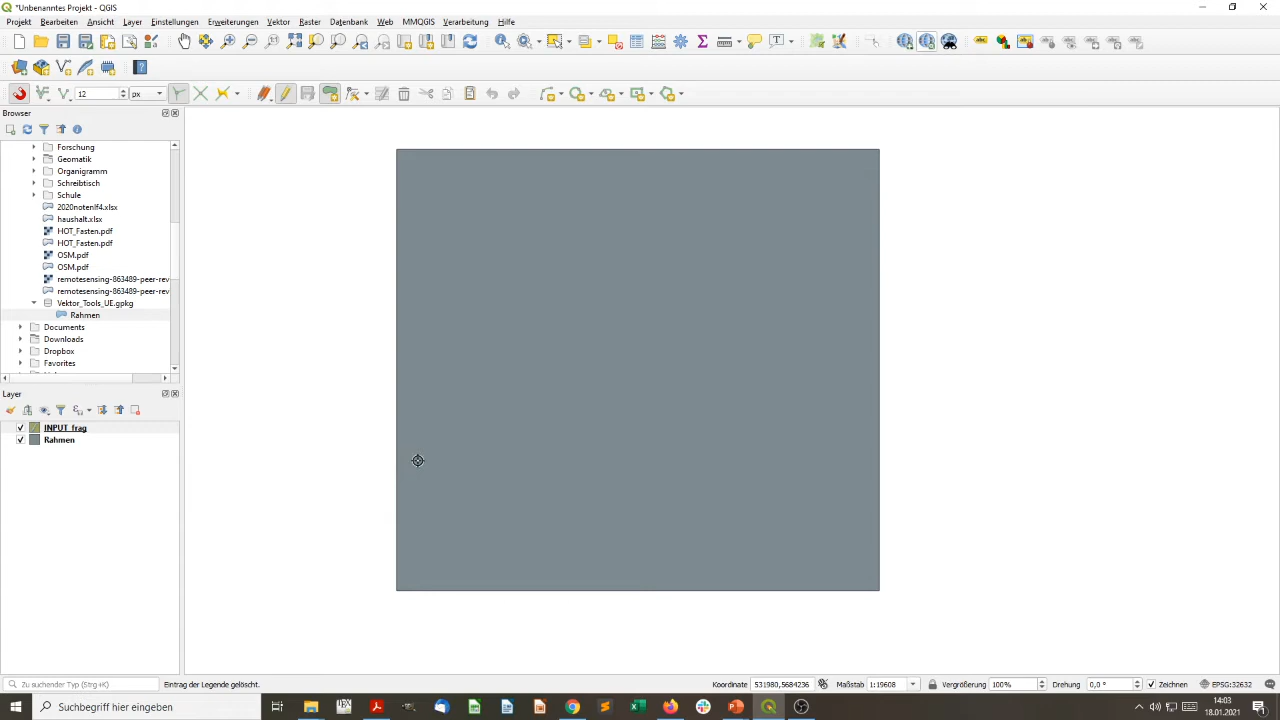 *Unbenanntes Projekt - QGIS
Projekt Bearbeiten Ansicht Layer Einstellungen Erweiterungen Vektor Raster Datenbank Web MMQGIS Verarbeitung Hilfe
12 px
Browser
Forschung
Geomatik
Organigramm
Schreibtisch
Schule
2020notenlf4.xlsx
haushalt.xlsx
HOT_Fasten.pdf
HOT_Fasten.pdf
OSM.pdf
OSM.pdf
remotesensing-863489-peer-rev
remotesensing-863489-peer-rev
Vektor_Tools_UE.gpkg
Rahmen
Documents
Downloads
Dropbox
Favorites
Layer
INPUT_frag
Rahmen
Zu suchender Typ (Strg+K) Eintrag der Legende gelöscht. Koordinate 531980,5684236 Maßstab 1:19608 Vergrößerung 100% Drehung 0,0 ° Zeichnen EPSG:32632
Suchbegriff hier eingeben
14:03
18.01.2021